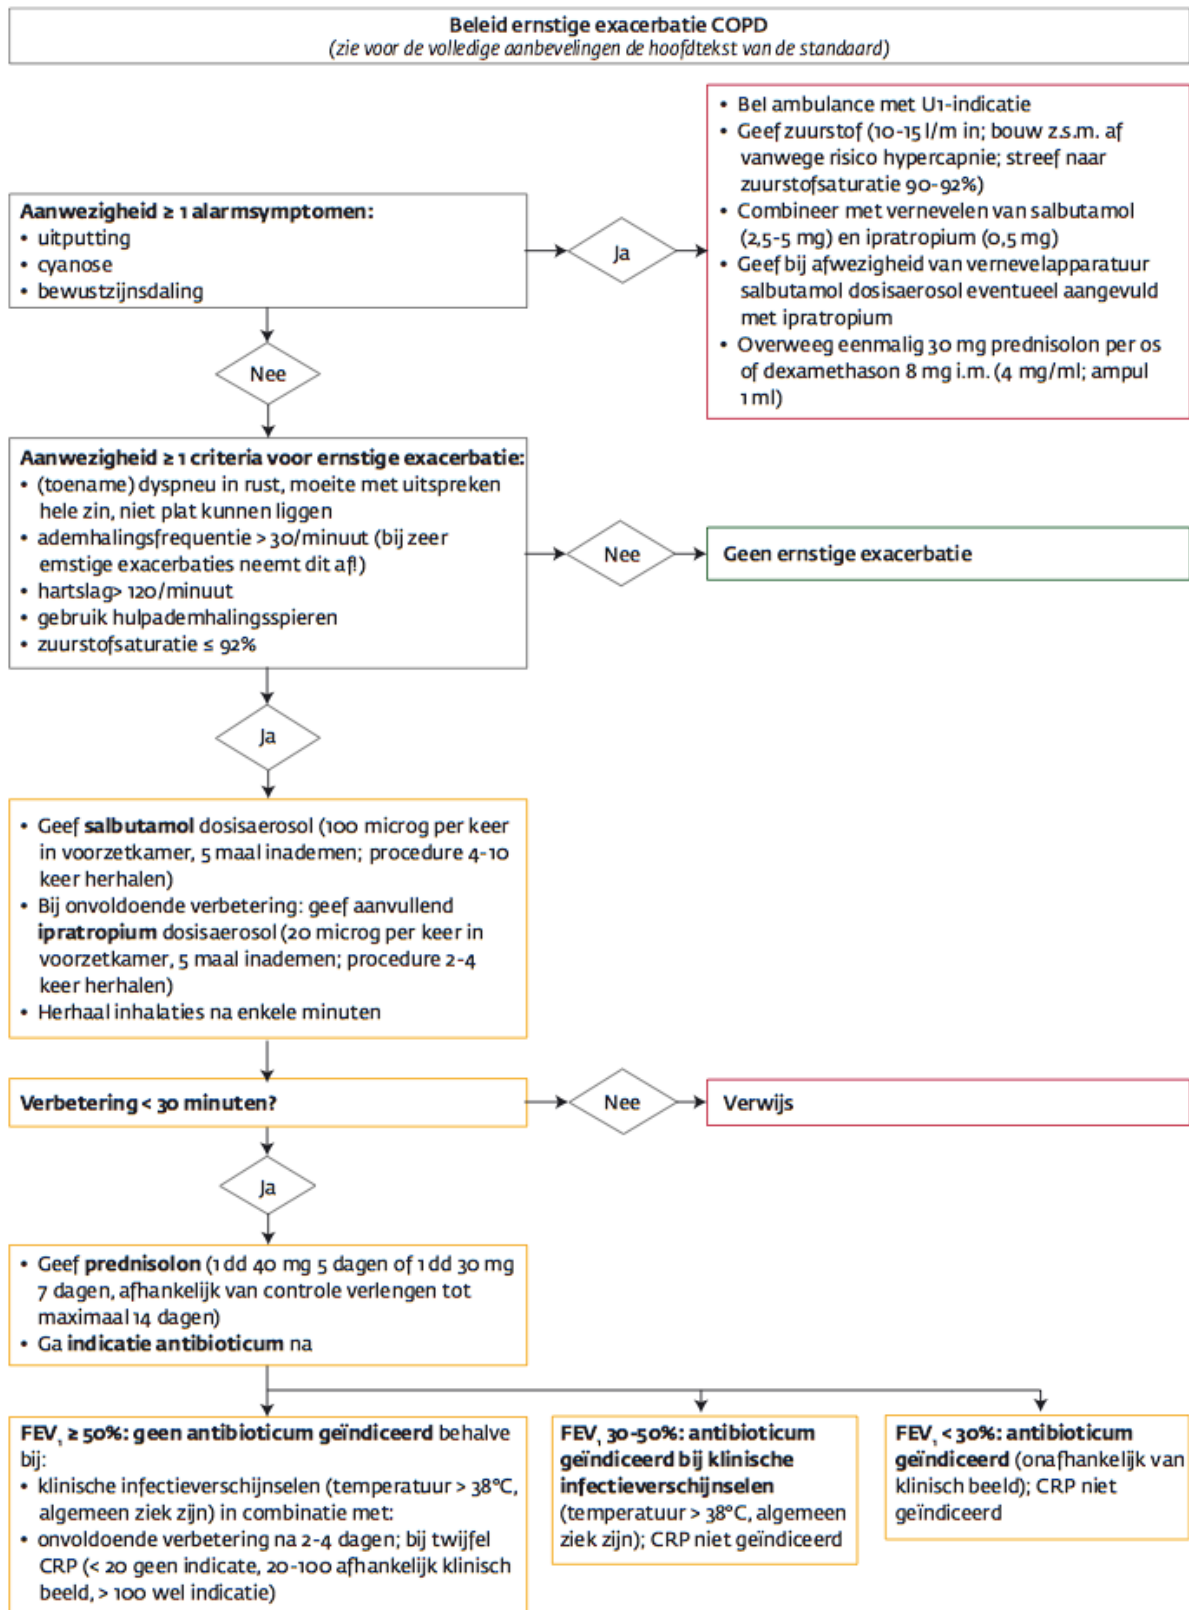 Beleid ernstige exacerbatie COPD
(zie voor de volledige aanbevelingen de hoofdtekst van de standaard)
Aanwezigheid ≥ 1 alarmsymptomen:
• uitputting
• cyanose
• bewustzijnsdaling
Ja
• Bel ambulance met U1-indicatie
• Geef zuurstof (10-15 l/m in; bouw z.s.m. af
vanwege risico hypercapnie; streef naar
zuurstofsaturatie 90-92%)
• Combineer met vernevelen van salbutamol
(2,5-5 mg) en ipratropium (0,5 mg)
• Geef bij afwezigheid van vernevelapparatuur
salbutamol dosisaerosol eventueel aangevuld
met ipratropium
• Overweeg eenmalig 30 mg prednisolon per os
of dexamethason 8 mg i.m. (4 mg/ml; ampul
1 ml)
Nee
Aanwezigheid ≥ 1 criteria voor ernstige exacerbatie:
• (toename) dyspneu in rust, moeite met uitspreken
hele zin, niet plat kunnen liggen
• ademhalingsfrequentie > 30/minuut (bij zeer
ernstige exacerbaties neemt dit af!)
• hartslag> 120/minuut
• gebruik hulpademhalingsspieren
• zuurstofsaturatie ≤ 92%
Nee
Geen ernstige exacerbatie
Ja
• Geef salbutamol dosisaerosol (100 microg per keer
in voorzetkamer, 5 maal inademen; procedure 4-10
keer herhalen)
• Bij onvoldoende verbetering: geef aanvullend
ipratropium dosisaerosol (20 microg per keer in
voorzetkamer, 5 maal inademen; procedure 2-4
keer herhalen)
• Herhaal inhalaties na enkele minuten
Verbetering < 30 minuten?
Nee
Verwijs
Ja
• Geef prednisolon (1 dd 40 mg 5 dagen of 1 dd 30 mg
7 dagen, afhankelijk van controle verlengen tot
maximaal 14 dagen)
• Ga indicatie antibioticum na
FEV₁ ≥ 50%: geen antibioticum geïndiceerd behalve
bij:
• klinische infectieverschijnselen (temperatuur > 38°C,
algemeen ziek zijn) in combinatie met:
• onvoldoende verbetering na 2-4 dagen; bij twijfel
CRP (< 20 geen indicate, 20-100 afhankelijk klinisch
beeld, > 100 wel indicatie)
FEV₁ 30-50%: antibioticum
geïndiceerd bij klinische
infectieverschijnselen
(temperatuur > 38°C, algemeen
ziek zijn); CRP niet geïndiceerd
FEV₁ < 30%: antibioticum
geïndiceerd (onafhankelijk van
klinisch beeld); CRP niet
geïndiceerd